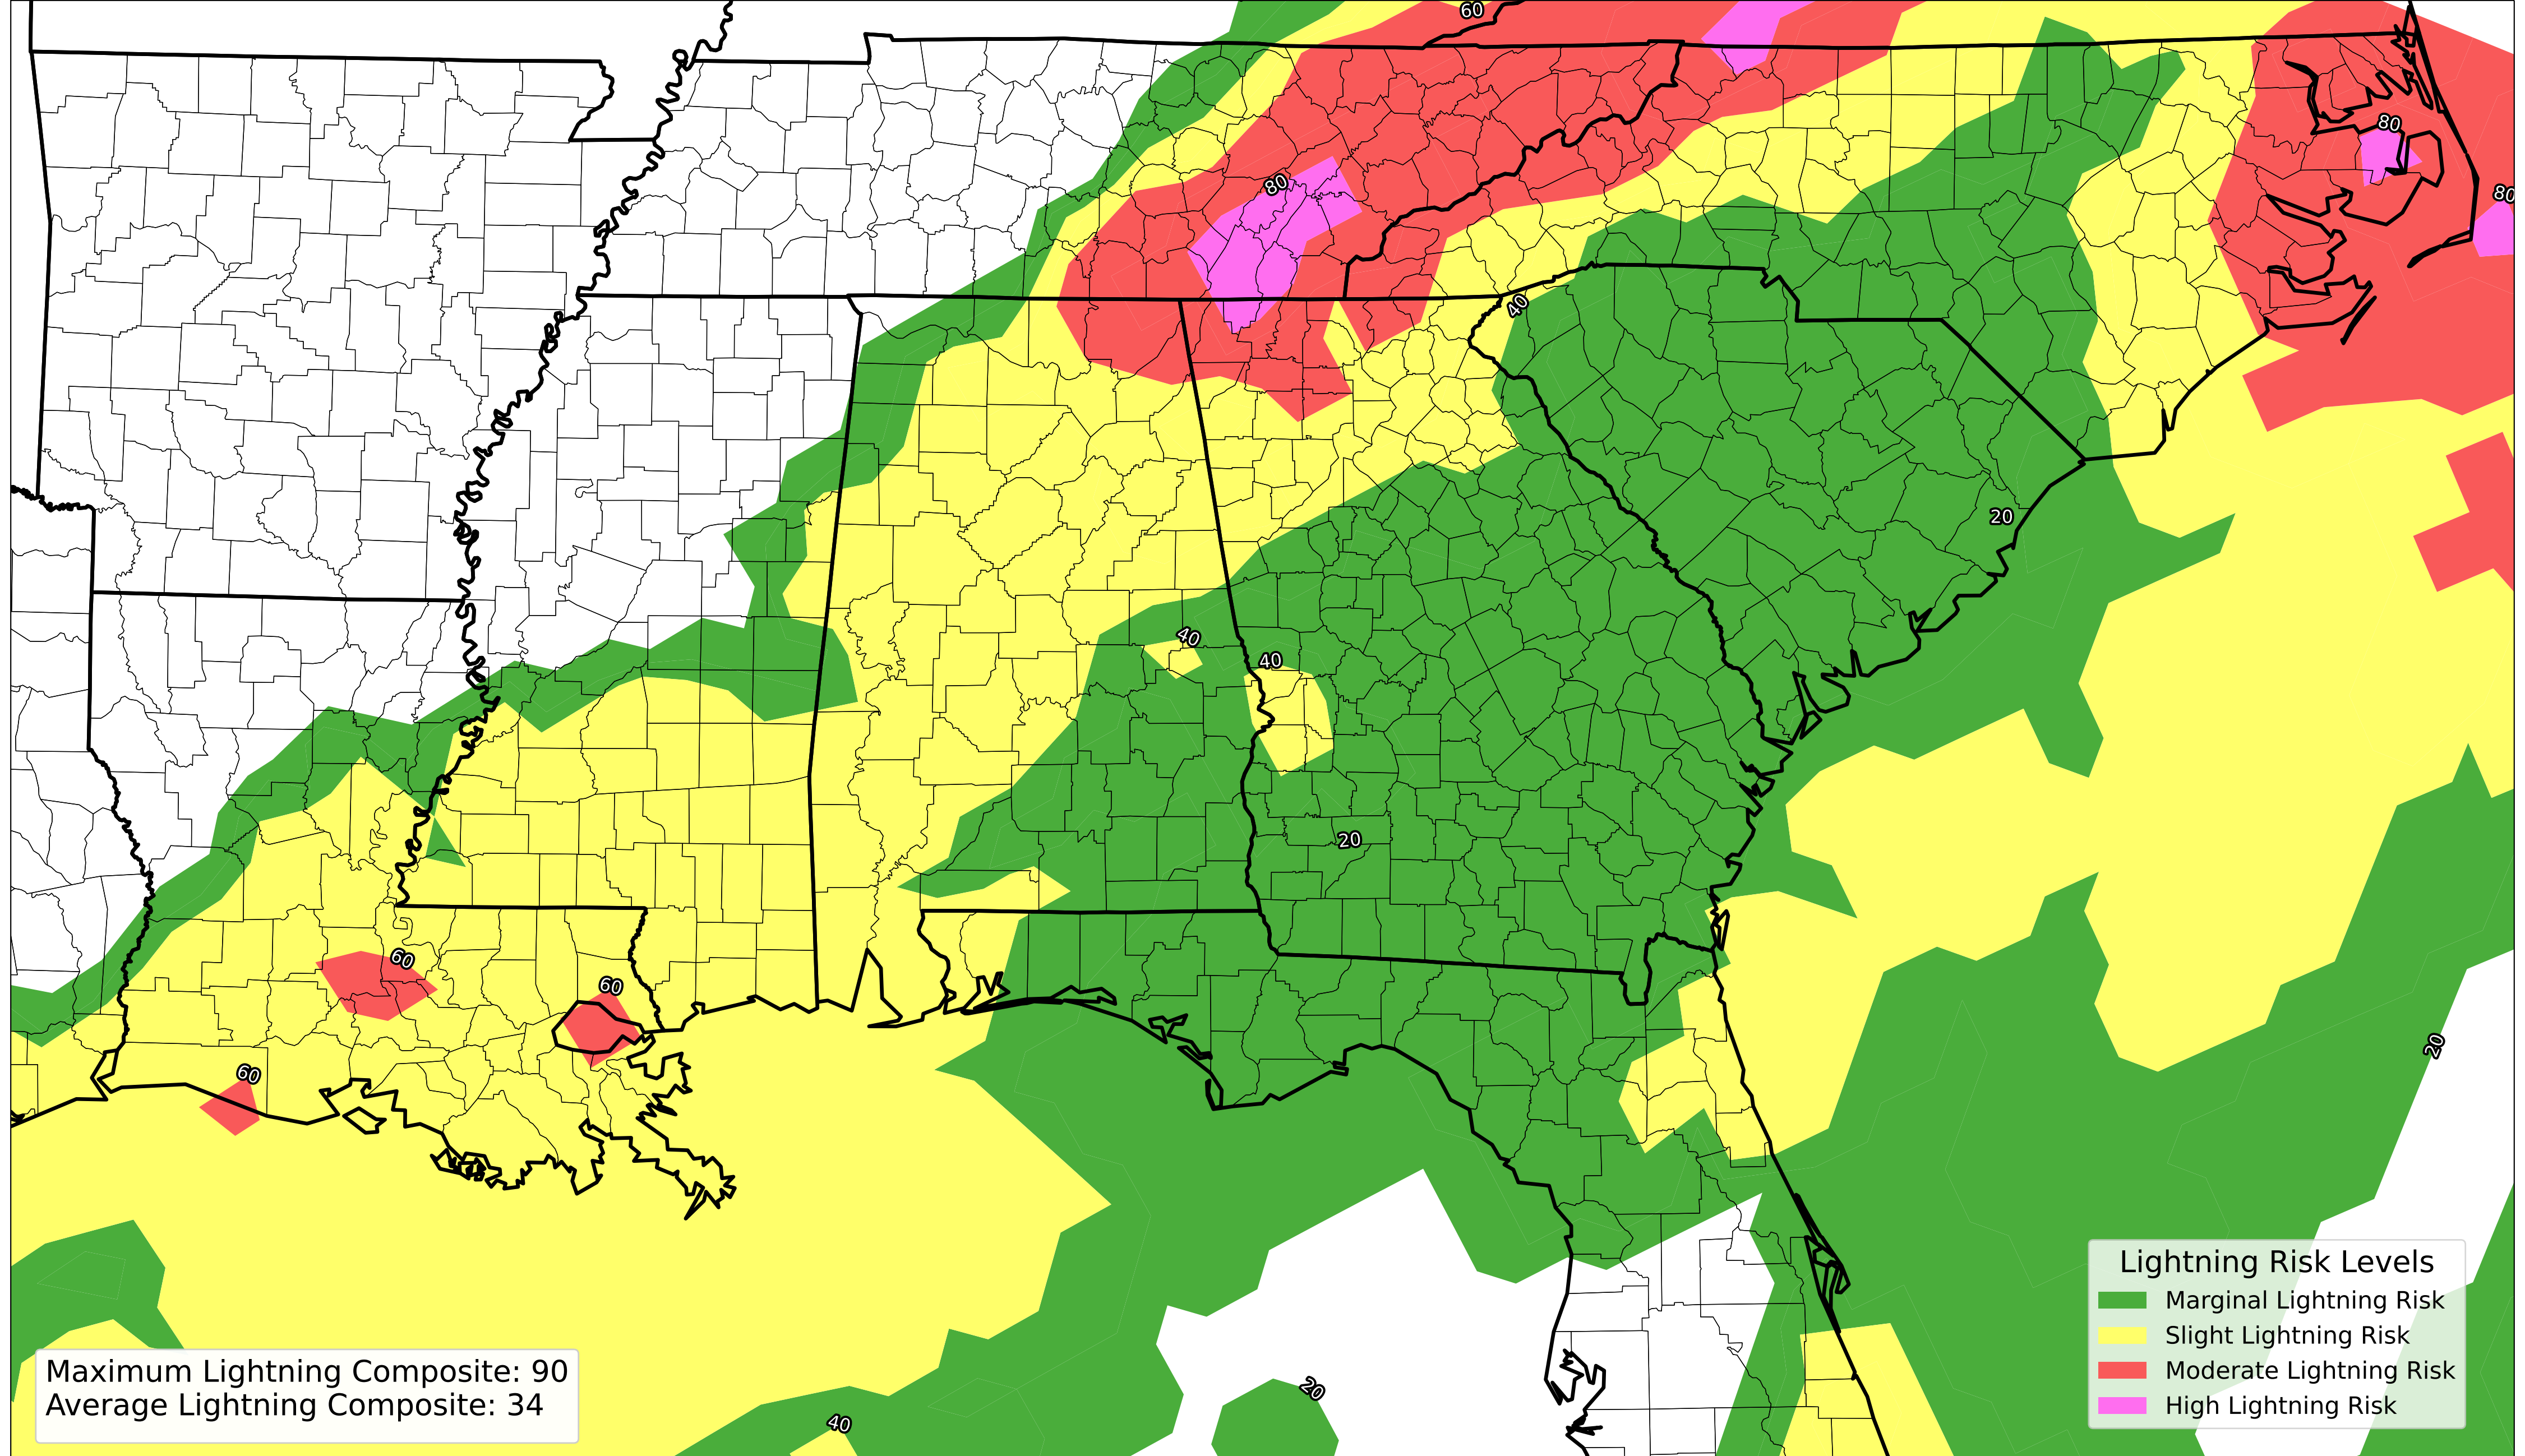 60
80
80
80
40
20
40
40
20
60
60
20
60
Lightning Risk Levels
Marginal Lightning Risk
Slight Lightning Risk
Moderate Lightning Risk
High Lightning Risk
Maximum Lightning Composite: 90
Average Lightning Composite: 34
20
40